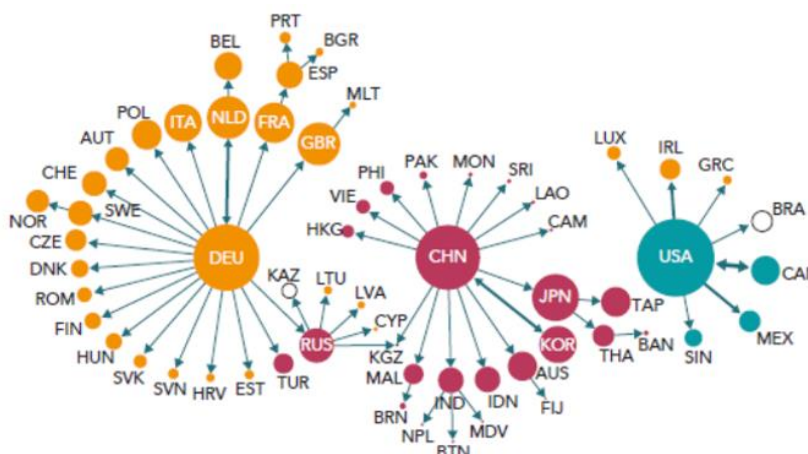 PRT
BGR
BEL
ESP
MLT
POL
ITA
NLD
FRA
GBR
AUT
CHE
NOR
SWE
CZE
DEU
DNK
ROM
FIN
HUN
SVK
SVN
HRV
EST
TUR
KAZ
LTU
LVA
CYP
RUS
KGZ
PHI
PAK
MON
SRI
VIE
LAO
HKG
CAM
CHN
JPN
TAP
KOR
THA
BAN
MAL
AUS
BRN
IND
IDN
FIJ
NPL
BTN
MDV
LUX
IRL
GRC
BRA
USA
CAN
MEX
SIN